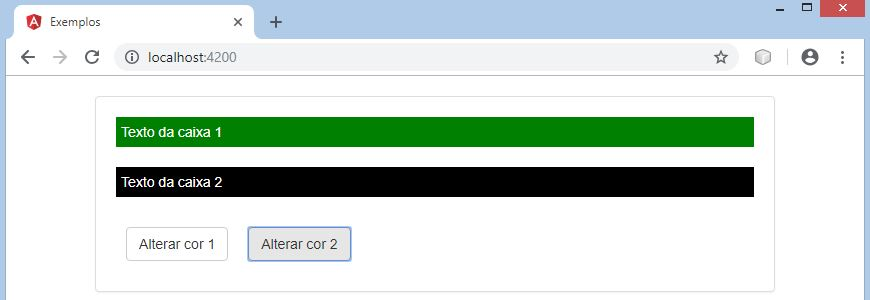 Exemplos
localhost:4200
Texto da caixa 1
Texto da caixa 2
Alterar cor 1 Alterar cor 2